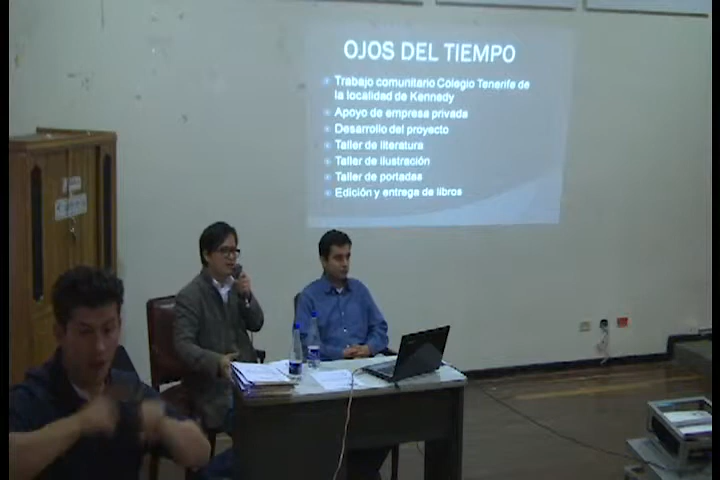 OJOS DEL TIEMPO
Trabajo comunitario Colegio Tenerife de
la localidad de Kennedy
Apoyo de empresa privada
Desarrollo del proyecto
Taller de literatura
Taller de ilustración
Taller de portadas
Edición y entrega de libros